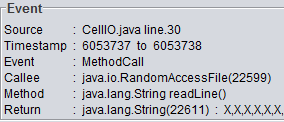 Event
Source : CellIO.java line.30
Timestamp : 6053737 to 6053738
Event : MethodCall
Callee : java.io.RandomAccessFile(22599)
Method : java.lang.String readLine()
Return : java.lang.String(22611) : X,X,X,X,X,